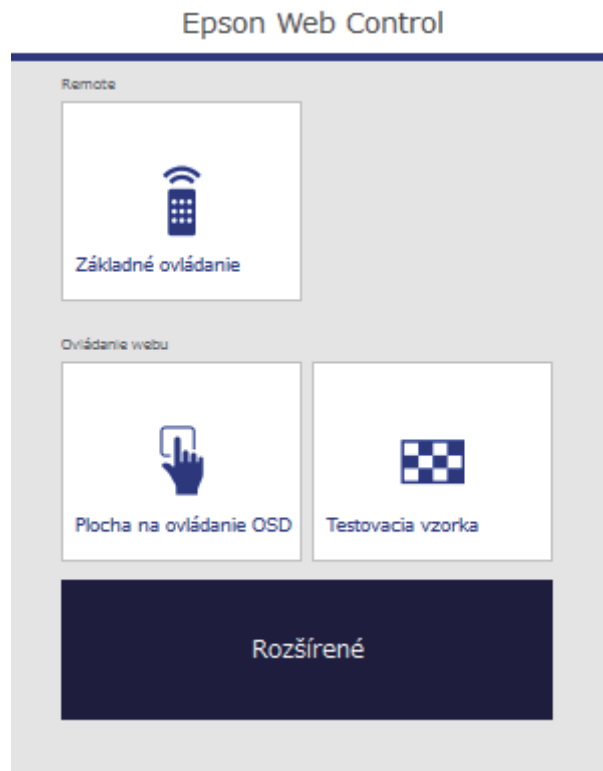 Epson Web Control
Remote
Základné ovládanie
Ovládanie webu
Plocha na ovládanie OSD
Testovacia vzorka
Rozšírené